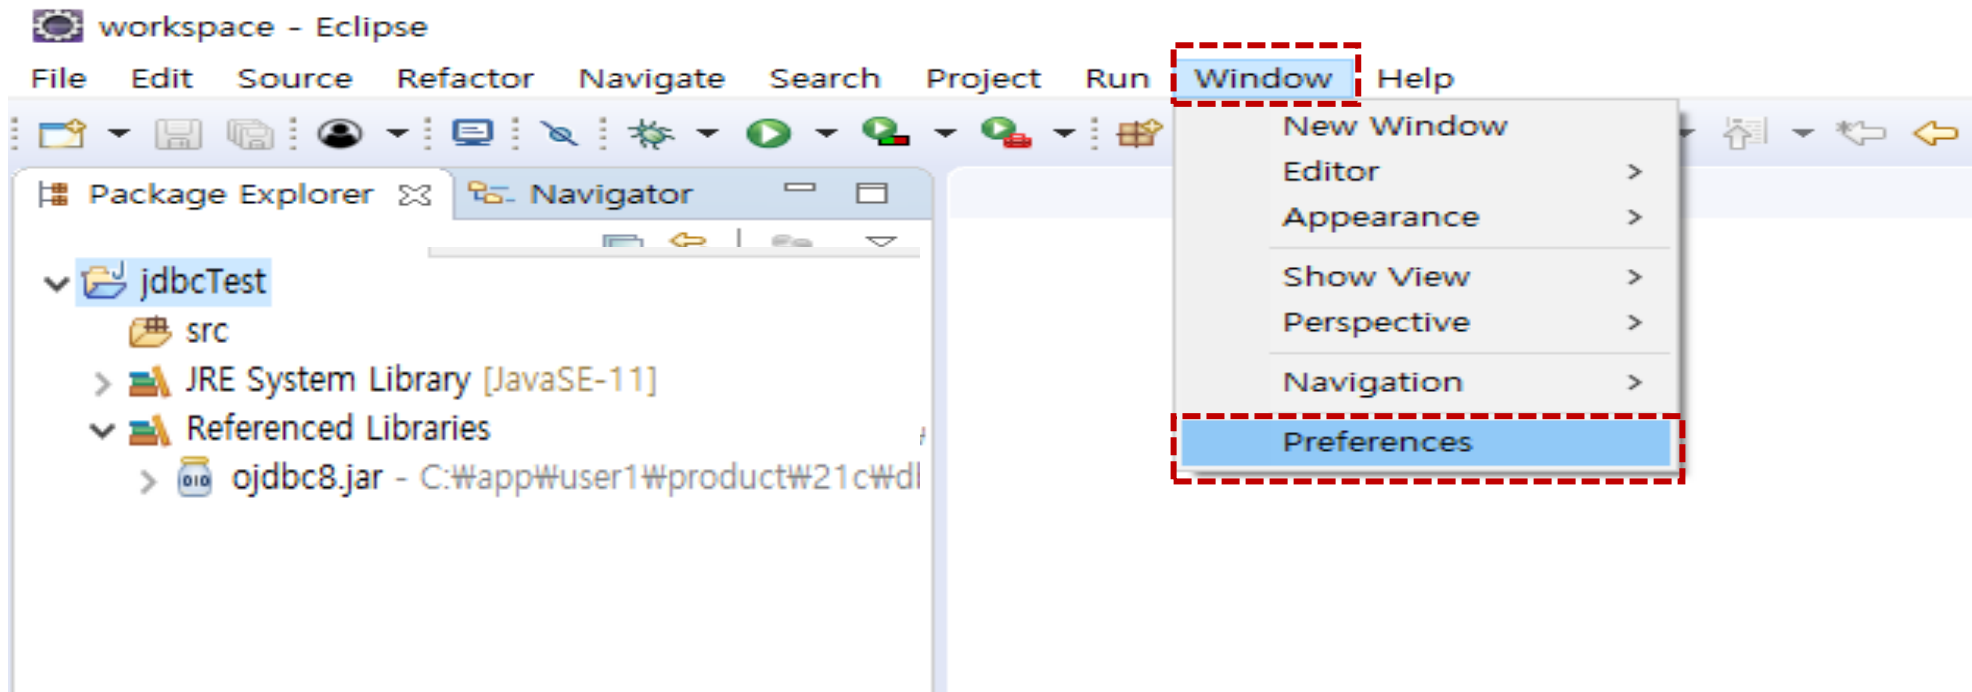 workspace - Eclipse
File Edit Source Refactor Navigate Search Project Run Window Help
New Window
Editor >
Appearance >
Show View >
Perspective >
Navigation >
Preferences
Package Explorer Navigator
jdbcTest
src
JRE System Library [JavaSE-11]
Referenced Libraries
ojdbc8.jar - C:₩app₩user1₩product₩21c₩d